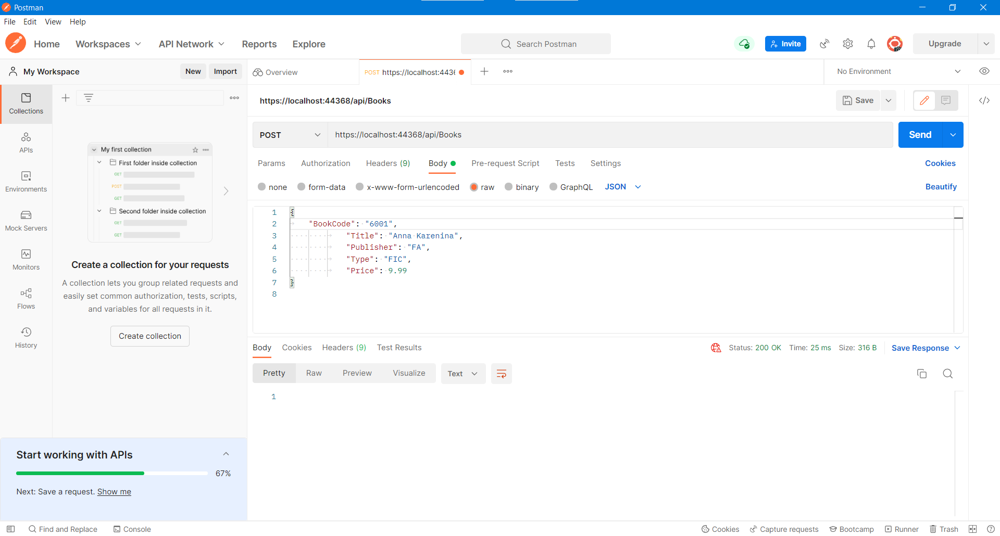 Postman
File Edit View Help
Home Workspaces API Network Reports Explore Search Postman Invite Upgrade
My Workspace New Import Overview POST https://localhost:4436 No Environment
Collections
APIs
Environments
Mock Servers
Monitors
Flows
History
My first collection
First folder inside collection
GET
POST
GET
Second folder inside collection
GET
GET
Create a collection for your requests
A collection lets you group related requests and
easily set common authorization, tests, scripts,
and variables for all requests in it.
Create collection
Start working with APIs
67%
Next: Save a request. Show me
https://localhost:44368/api/Books Save
POST https://localhost:44368/api/Books Send
Params Authorization Headers (9) Body Pre-request Script Tests Settings Cookies
none form-data x-www-form-urlencoded raw binary GraphQL JSON Beautify
1 {
2 "BookCode": "6001",
3 "Title": "Anna Karenina",
4 "Publisher": "FA",
5 "Type": "FIC",
6 "Price": 9.99
7 }
8
Body Cookies Headers (9) Test Results Status: 200 OK Time: 25 ms Size: 316 B Save Response
Pretty Raw Preview Visualize Text
1
Find and Replace Console Cookies Capture requests Bootcamp Runner Trash